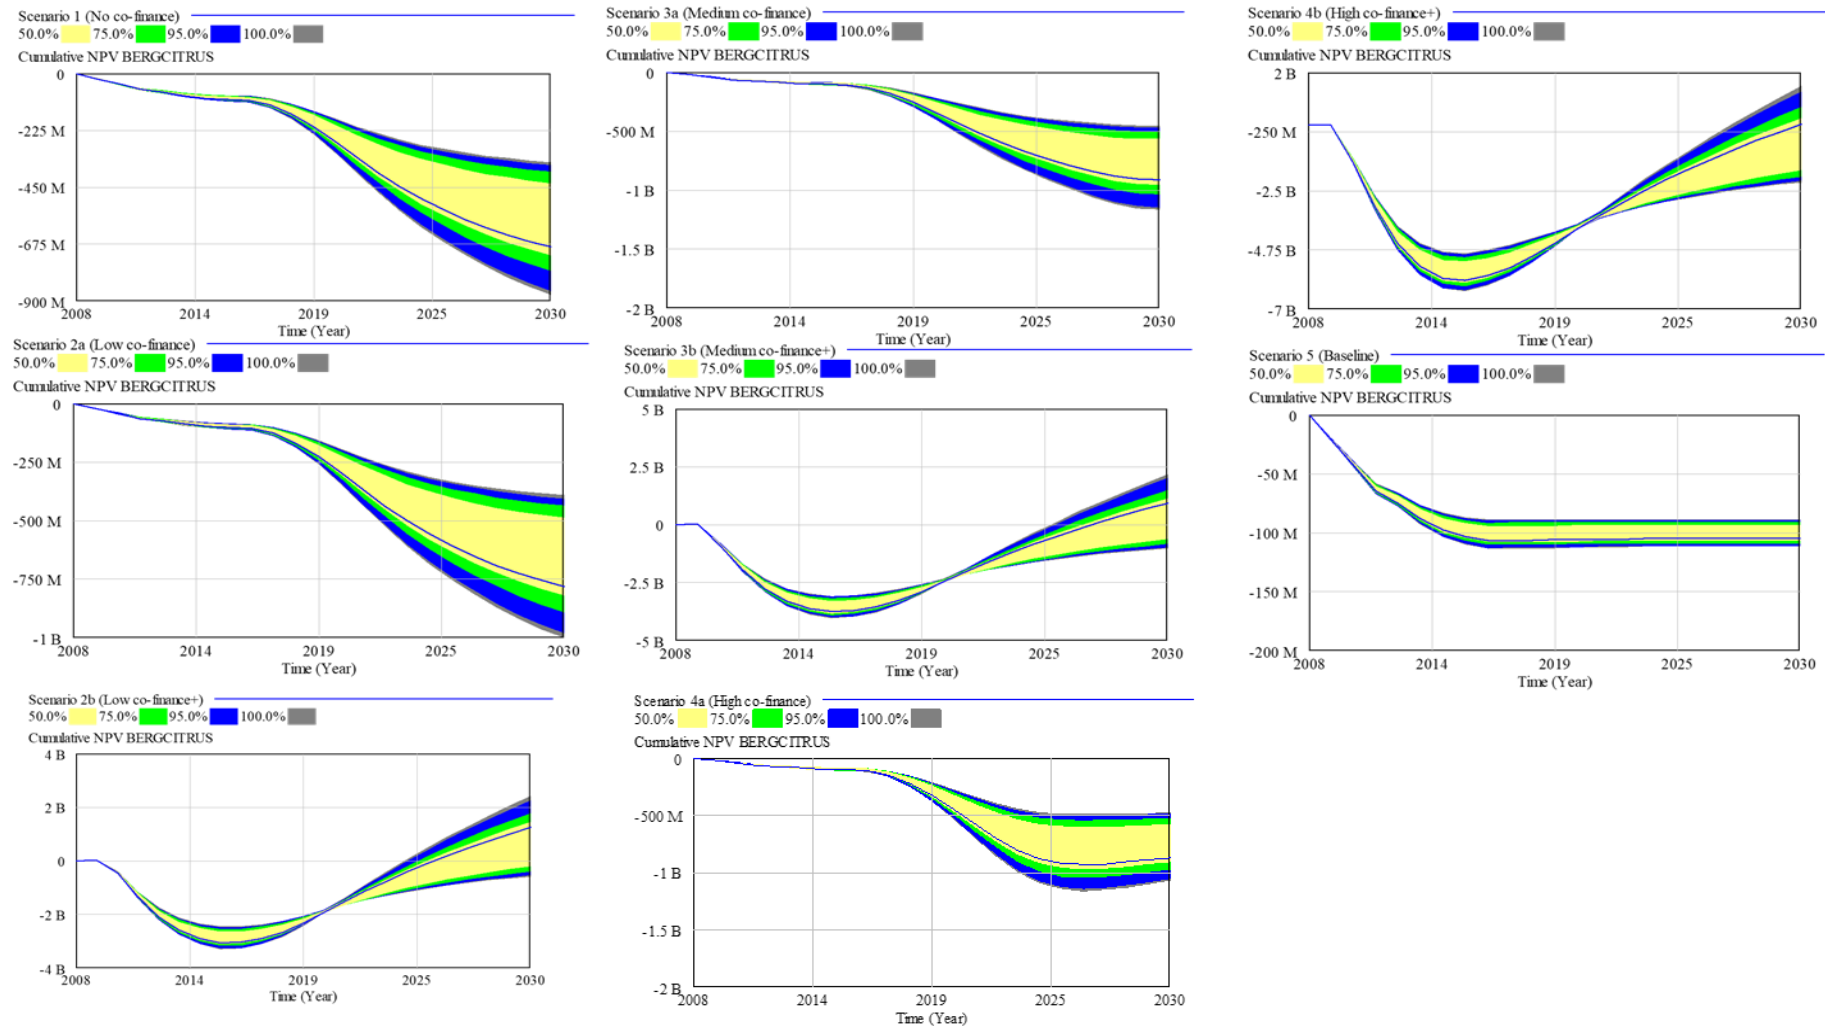 Scenario 1 (No co-finance)
50.0% 75.0% 95.0% 100.0%
Cumulative NPV BERGCITRUS
0
-225 M
-450 M
-675 M
-900 M
2008 2014 2019 2025 2030
Time (Year)
Scenario 2a (Low co-finance)
50.0% 75.0% 95.0% 100.0%
Cumulative NPV BERGCITRUS
0
-250 M
-500 M
-750 M
-1 B
2008 2014 2019 2025 2030
Time (Year)
Scenario 2b (Low co-finance+)
50.0% 75.0% 95.0% 100.0%
Cumulative NPV BERGCITRUS
4 B
2 B
0
-2 B
-4 B
2008 2014 2019 2025 2030
Time (Year)
Scenario 3a (Medium co-finance)
50.0% 75.0% 95.0% 100.0%
Cumulative NPV BERGCITRUS
0
-500 M
-1 B
-1.5 B
-2 B
2008 2014 2019 2025 2030
Time (Year)
Scenario 3b (Medium co-finance+)
50.0% 75.0% 95.0% 100.0%
Cumulative NPV BERGCITRUS
5 B
2.5 B
0
-2.5 B
-5 B
2008 2014 2019 2025 2030
Time (Year)
Scenario 4a (High co-finance)
50.0% 75.0% 95.0% 100.0%
Cumulative NPV BERGCITRUS
0
-500 M
-1 B
-1.5 B
-2 B
2008 2014 2019 2025 2030
Time (Year)
Scenario 4b (High co-finance+)
50.0% 75.0% 95.0% 100.0%
Cumulative NPV BERGCITRUS
2 B
-250 M
-2.5 B
-4.75 B
-7 B
2008 2014 2019 2025 2030
Time (Year)
Scenario 5 (Baseline)
50.0% 75.0% 95.0% 100.0%
Cumulative NPV BERGCITRUS
0
-50 M
-100 M
-150 M
-200 M
2008 2014 2019 2025 2030
Time (Year)